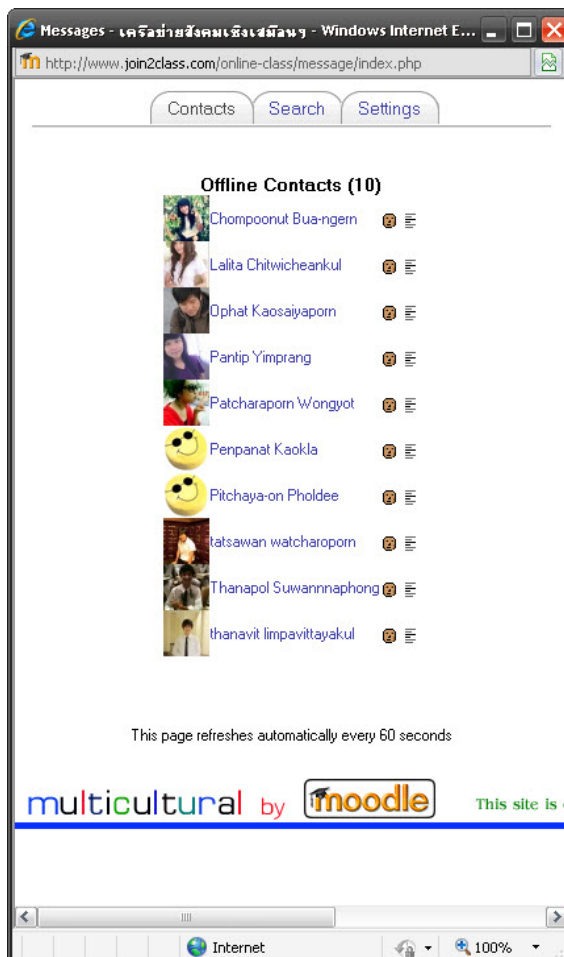 Messages - เครือข่ายสังคมเชิงเสมือนๆ - Windows Internet E...
http://www.join2class.com/online-class/message/index.php
Contacts Search Settings
Offline Contacts (10)
Chompoonut Bua-ngern
Lalita Chitwicheankul
Ophat Kaosaiyaporn
Pantip Yimprang
Patcharaporn Wongyot
Penpanat Kaokla
Pitchaya-on Pholdee
tatsawan watcharoporn
Thanapol Suwannnaphong
thanavit limpavittayakul
This page refreshes automatically every 60 seconds
multicultural by moodle This site is
Internet 100%